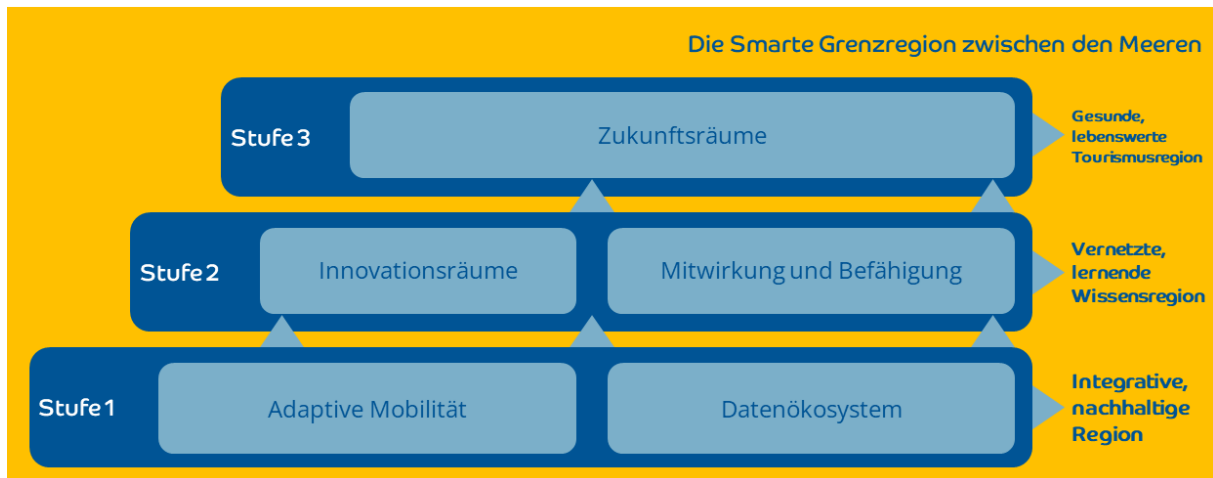 Die Smarte Grenzregion zwischen den Meeren
Stufe 3
Zukunftsräume
Gesunde,
lebenswerte
Tourismusregion
Stufe 2
Innovationsräume
Mitwirkung und Befähigung
Vernetzte,
lernende
Wissensregion
Stufe 1
Adaptive Mobilität
Datenökosystem
Integrative,
nachhaltige
Region